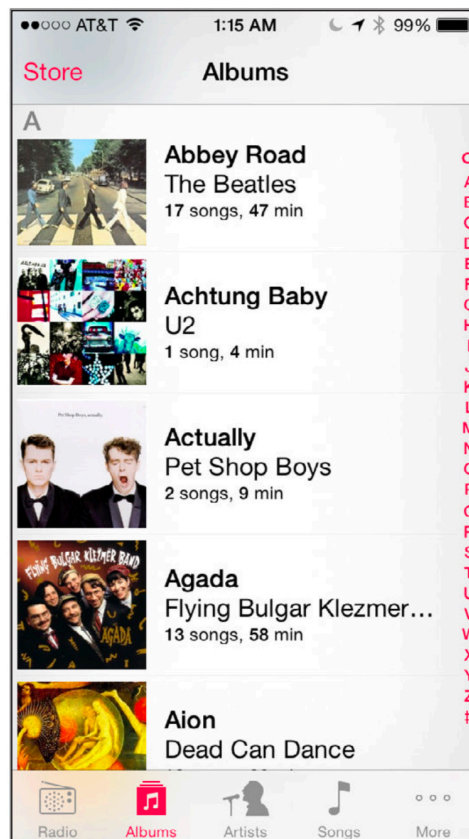 AT&T 1:15 AM 99%
Store Albums
A
Abbey Road
The Beatles
17 songs, 47 min
Achtung Baby
U2
1 song, 4 min
Pet Shop Boys, actually.
Actually
Pet Shop Boys
2 songs, 9 min
FLYING BULGAR KLEZMER BAND
AGADA
Agada
Flying Bulgar Klezmer...
13 songs, 58 min
Aion
Dead Can Dance
A
B
C
D
E
F
G
H
I
J
K
L
M
N
O
P
Q
R
S
T
U
V
W
X
Y
Z
Radio Albums Artists Songs More